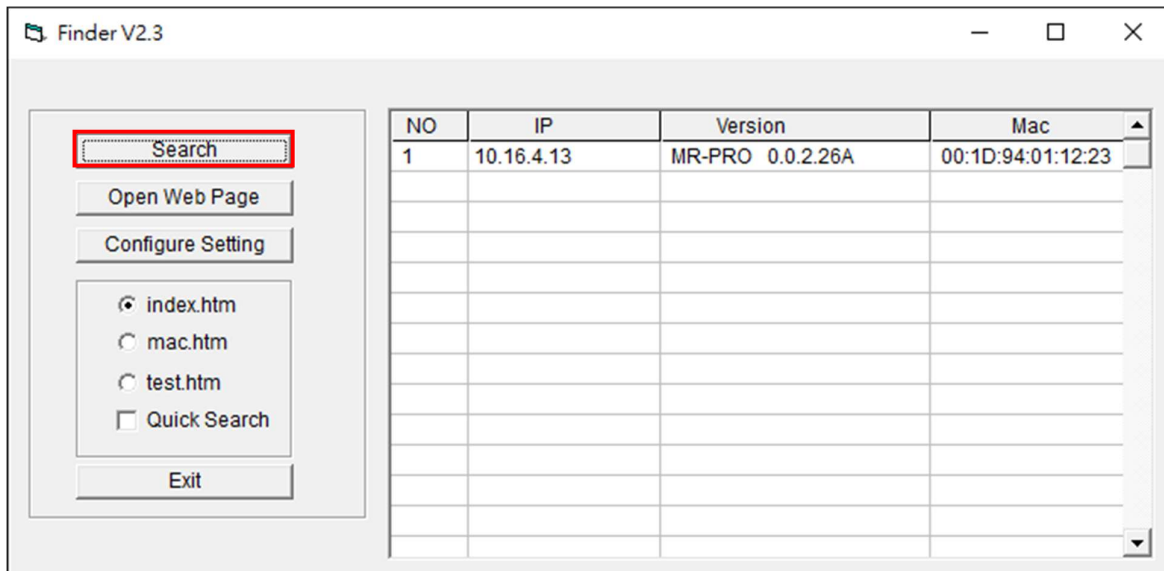 Finder V2.3
Search
Open Web Page
Configure Setting
index.htm
mac.htm
test.htm
Quick Search
Exit
NO IP Version Mac
1 10.16.4.13 MR-PRO 0.0.2.26A 00:1D:94:01:12:23